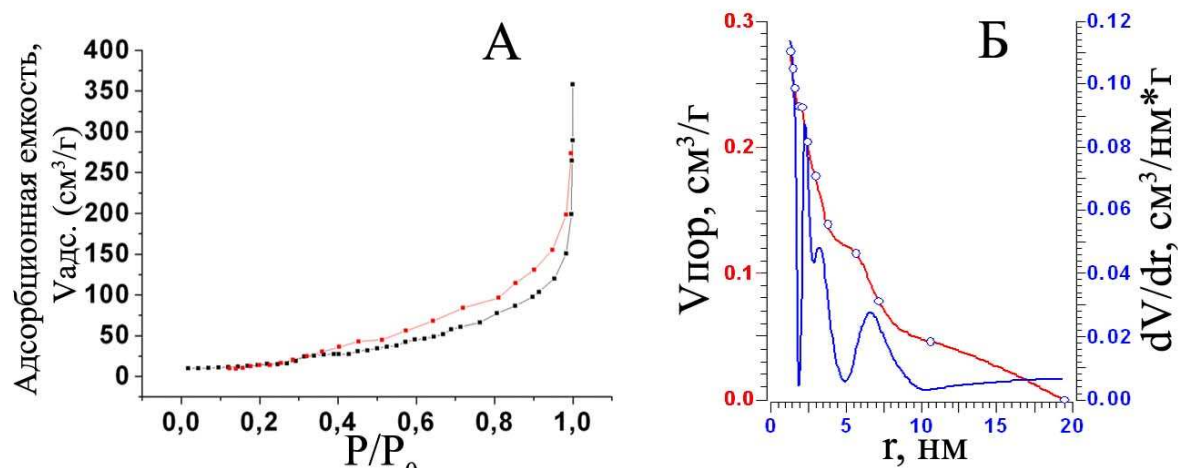 А
Адсорбционная емкость,
Vадс. (см³/г)
400
350
300
250
200
150
100
50
0
0,0 0,2 0,4 0,6 0,8 1,0
P/P₀
Б
Vпор, см³/г
0.3
0.2
0.1
0.0
0.12
0.10
0.08
0.06
0.04
0.02
0.00
dV/dr, см³/нм*г
0 5 10 15 20
r, нм